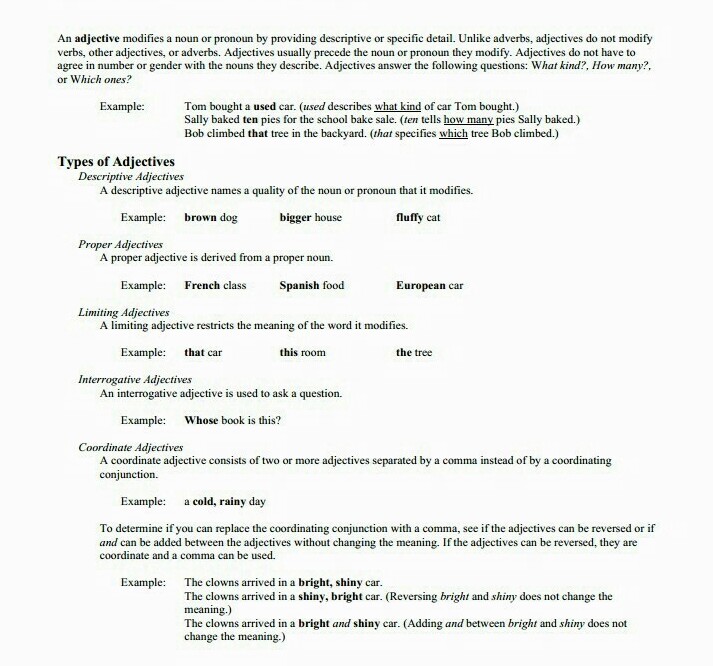 An adjective modifies a noun or pronoun by providing descriptive or specific detail. Unlike adverbs, adjectives do not modify
verbs, other adjectives, or adverbs. Adjectives usually precede the noun or pronoun they modify. Adjectives do not have to
agree in number or gender with the nouns they describe. Adjectives answer the following questions: What kind?, How many?,
or Which ones?
Example: Tom bought a used car. (used describes what kind of car Tom bought.)
Sally baked ten pies for the school bake sale. (ten tells how many pies Sally baked.)
Bob climbed that tree in the backyard. (that specifies which tree Bob climbed.)
Types of Adjectives
Descriptive Adjectives
A descriptive adjective names a quality of the noun or pronoun that it modifies.
Example: brown dog bigger house fluffy cat
Proper Adjectives
A proper adjective is derived from a proper noun.
Example: French class Spanish food European car
Limiting Adjectives
A limiting adjective restricts the meaning of the word it modifies.
Example: that car this room the tree
Interrogative Adjectives
An interrogative adjective is used to ask a question.
Example: Whose book is this?
Coordinate Adjectives
A coordinate adjective consists of two or more adjectives separated by a comma instead of by a coordinating
conjunction.
Example: a cold, rainy day
To determine if you can replace the coordinating conjunction with a comma, see if the adjectives can be reversed or if
and can be added between the adjectives without changing the meaning. If the adjectives can be reversed, they are
coordinate and a comma can be used.
Example: The clowns arrived in a bright, shiny car.
The clowns arrived in a shiny, bright car. (Reversing bright and shiny does not change the
meaning.)
The clowns arrived in a bright and shiny car. (Adding and between bright and shiny does not
change the meaning.)